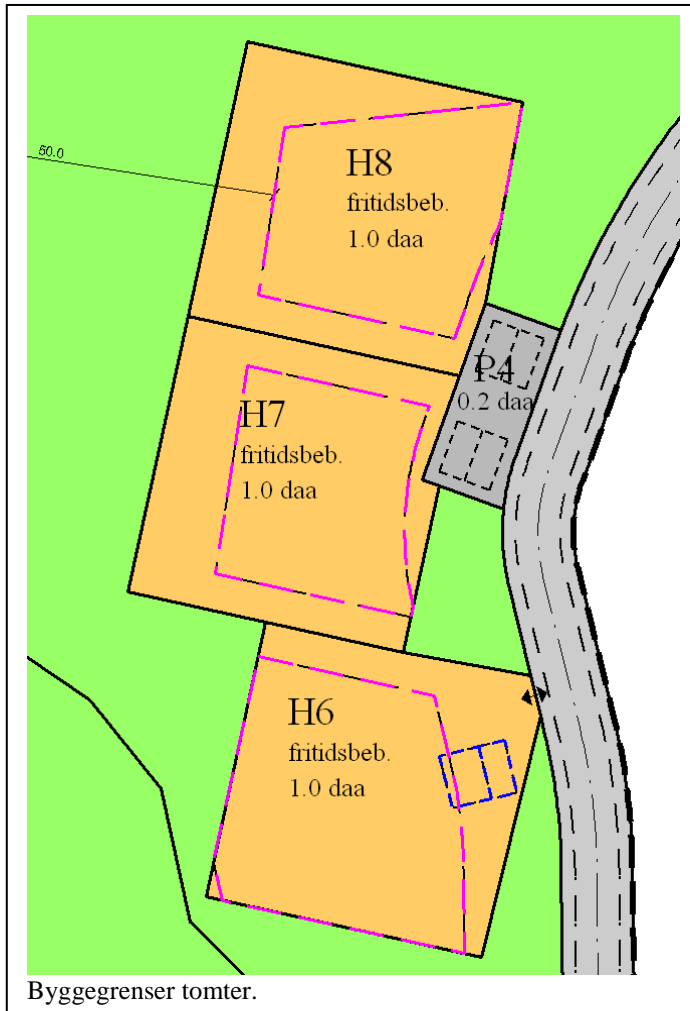 50.0
H8
fritidsbeb.
1.0 daa
P4
0.2 daa
H7
fritidsbeb.
1.0 daa
H6
fritidsbeb.
1.0 daa
Byggegrenser tomter.